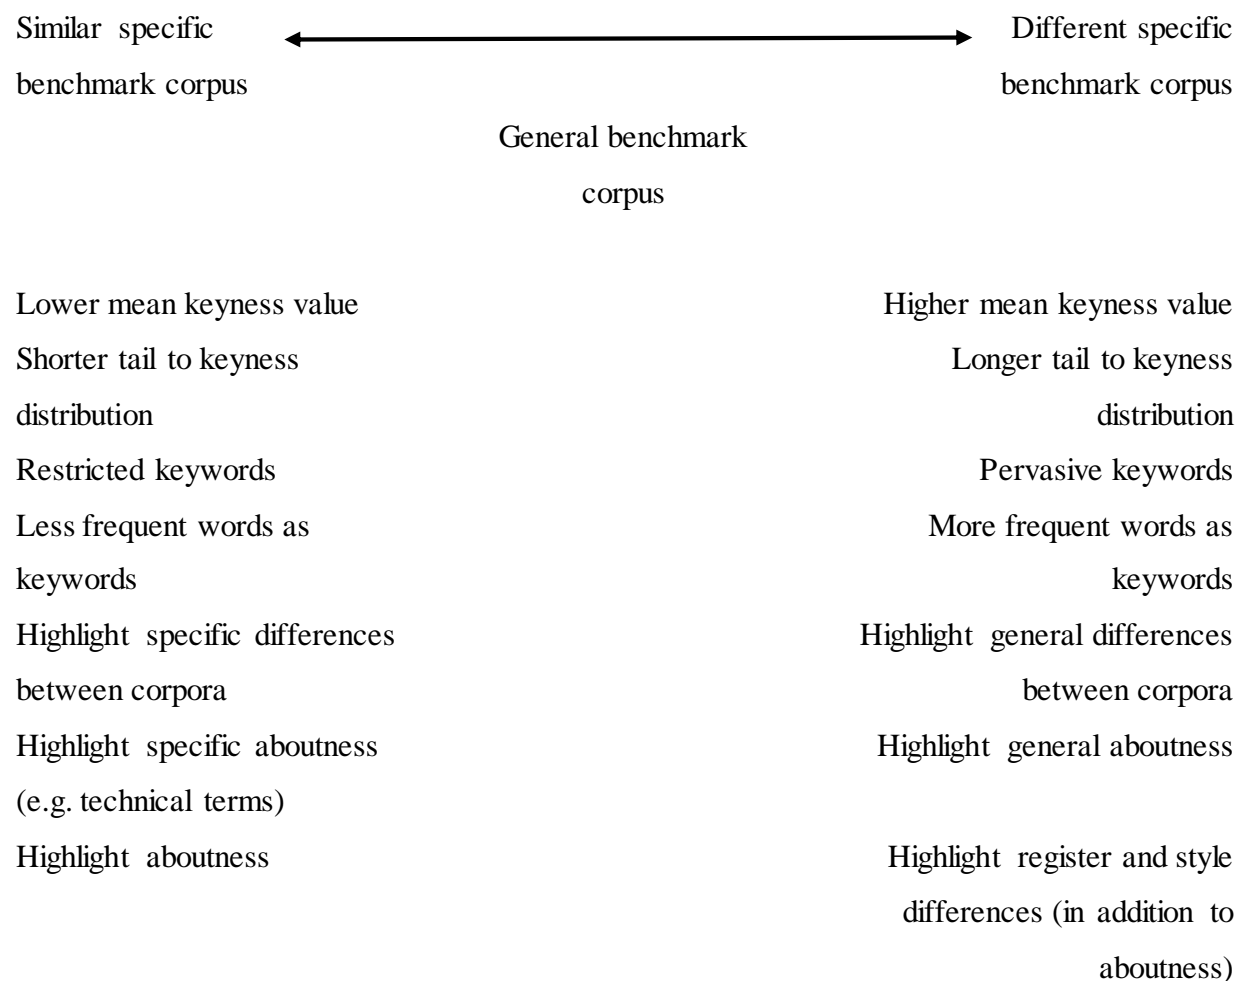 Similar specific
benchmark corpus
Different specific
benchmark corpus
General benchmark
corpus
Lower mean keyness value
Higher mean keyness value
Shorter tail to keyness
distribution
Longer tail to keyness
distribution
Restricted keywords
Pervasive keywords
Less frequent words as
keywords
More frequent words as
keywords
Highlight specific differences
between corpora
Highlight general differences
between corpora
Highlight specific aboutness
(e.g. technical terms)
Highlight general aboutness
Highlight aboutness
Highlight register and style
differences (in addition to
aboutness)